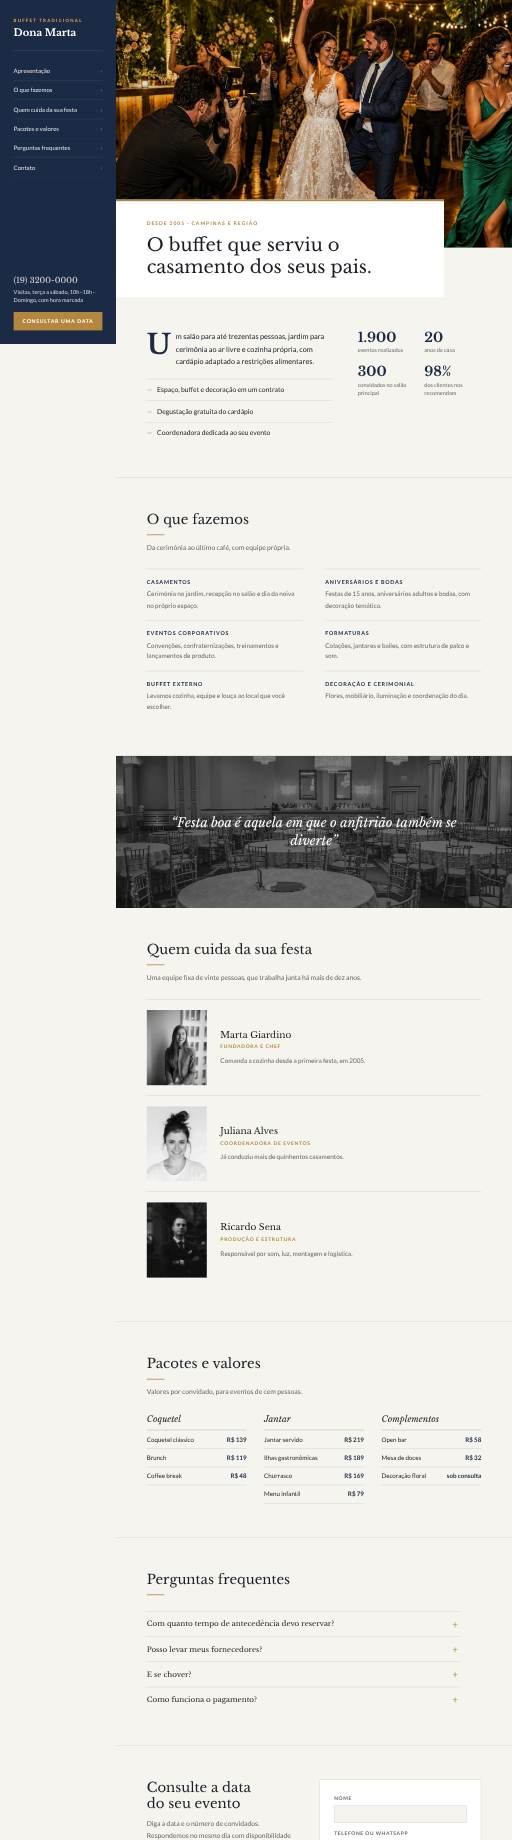 BUFFET TRADICIONAL
Dona Marta
Apresentação
O que fazemos
Quem cuida da sua festa
Pacotes e valores
Perguntas frequentes
Contato
(19) 3200-0000
Visitas, terça a sábado, 10h–18h ·
Domingo, com hora marcada
CONSULTAR UMA DATA
DESDE 2005 · CAMPINAS E REGIÃO
O buffet que serviu o
casamento dos seus pais.
Um salão para até trezentas pessoas, jardim para
cerimônia ao ar livre e cozinha própria, com
cardápio adaptado a restrições alimentares.
— Espaço, buffet e decoração em um contrato
— Degustação gratuita do cardápio
— Coordenadora dedicada ao seu evento
1.900
eventos realizados
20
anos de casa
300
convidados no salão
principal
98%
dos clientes nos
recomendam
O que fazemos
Da cerimônia ao último café, com equipe própria.
CASAMENTOS
Cerimônia no jardim, recepção no salão e dia da noiva
no próprio espaço.
ANIVERSÁRIOS E BODAS
Festas de 15 anos, aniversários adultos e bodas, com
decoração temática.
EVENTOS CORPORATIVOS
Convenções, confraternizações, treinamentos e
lançamentos de produto.
FORMATURAS
Colações, jantares e bailes, com estrutura de palco e
som.
BUFFET EXTERNO
Levamos cozinha, equipe e louça ao local que você
escolher.
DECORAÇÃO E CERIMONIAL
Flores, mobiliário, iluminação e coordenação do dia.
“Festa boa é aquela em que o anfitrião também se
diverte”
Quem cuida da sua festa
Uma equipe fixa de vinte pessoas, que trabalha junta há mais de dez anos.
Marta Giardino
FUNDADORA E CHEF
Comanda a cozinha desde a primeira festa, em 2005.
Juliana Alves
COORDENADORA DE EVENTOS
Já conduziu mais de quinhentos casamentos.
Ricardo Sena
PRODUÇÃO E ESTRUTURA
Responsável por som, luz, montagem e logística.
Pacotes e valores
Valores por convidado, para eventos de cem pessoas.
Coquetel
Coquetel clássico R$ 139
Brunch R$ 119
Coffee break R$ 48
Jantar
Jantar servido R$ 219
Ilhas gastronômicas R$ 189
Churrasco R$ 169
Menu infantil R$ 79
Complementos
Open bar R$ 58
Mesa de doces R$ 32
Decoração floral sob consulta
Perguntas frequentes
Com quanto tempo de antecedência devo reservar? +
Posso levar meus fornecedores? +
E se chover? +
Como funciona o pagamento? +
Consulte a data
do seu evento
Diga a data e o número de convidados.
Respondemos no mesmo dia com disponibilidade
NOME
TELEFONE OU WHATSAPP